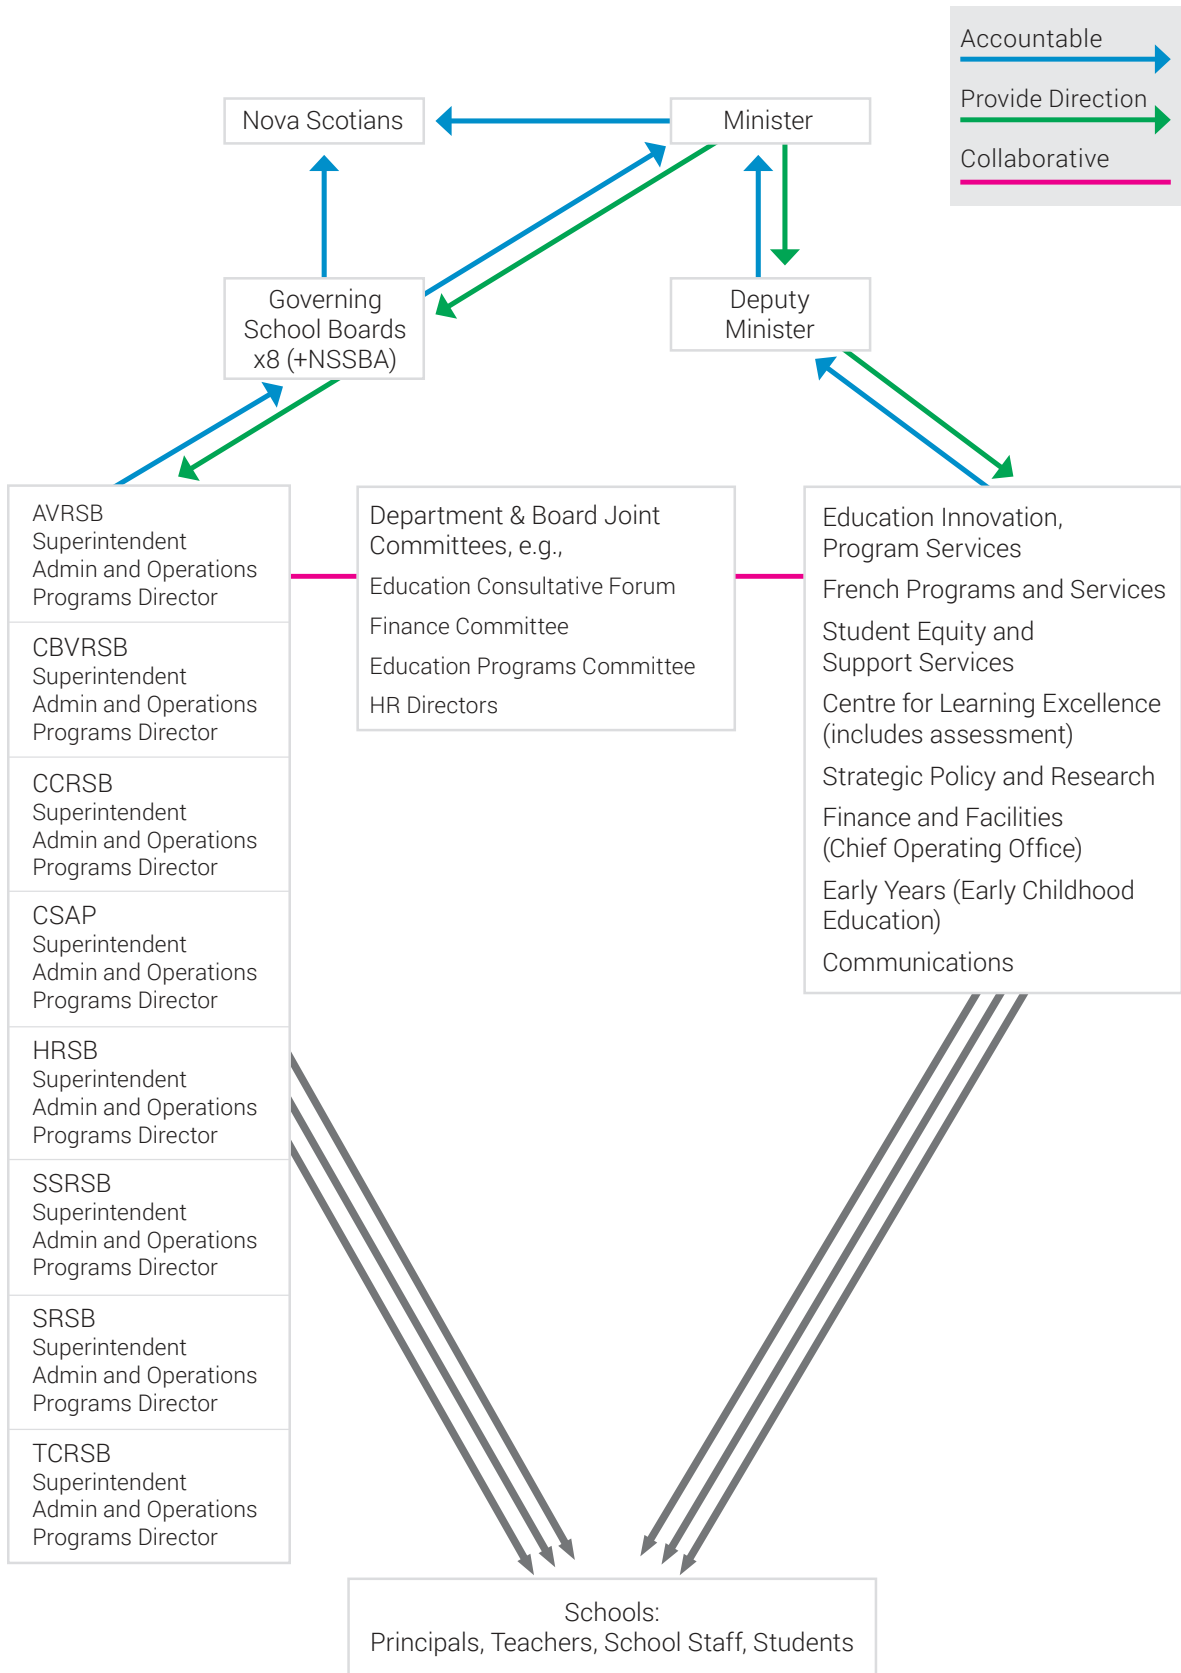 Accountable
Provide Direction
Collaborative
Nova Scotians
Minister
Governing
School Boards
x8 (+NSSBA)
Deputy
Minister
AVRSB
Superintendent
Admin and Operations
Programs Director
CBVRSB
Superintendent
Admin and Operations
Programs Director
CCRSB
Superintendent
Admin and Operations
Programs Director
CSAP
Superintendent
Admin and Operations
Programs Director
HRSB
Superintendent
Admin and Operations
Programs Director
SSRSB
Superintendent
Admin and Operations
Programs Director
SRSB
Superintendent
Admin and Operations
Programs Director
TCRSB
Superintendent
Admin and Operations
Programs Director
Department & Board Joint
Committees, e.g.,
Education Consultative Forum
Finance Committee
Education Programs Committee
HR Directors
Education Innovation,
Program Services
French Programs and Services
Student Equity and
Support Services
Centre for Learning Excellence
(includes assessment)
Strategic Policy and Research
Finance and Facilities
(Chief Operating Office)
Early Years (Early Childhood
Education)
Communications
Schools:
Principals, Teachers, School Staff, Students